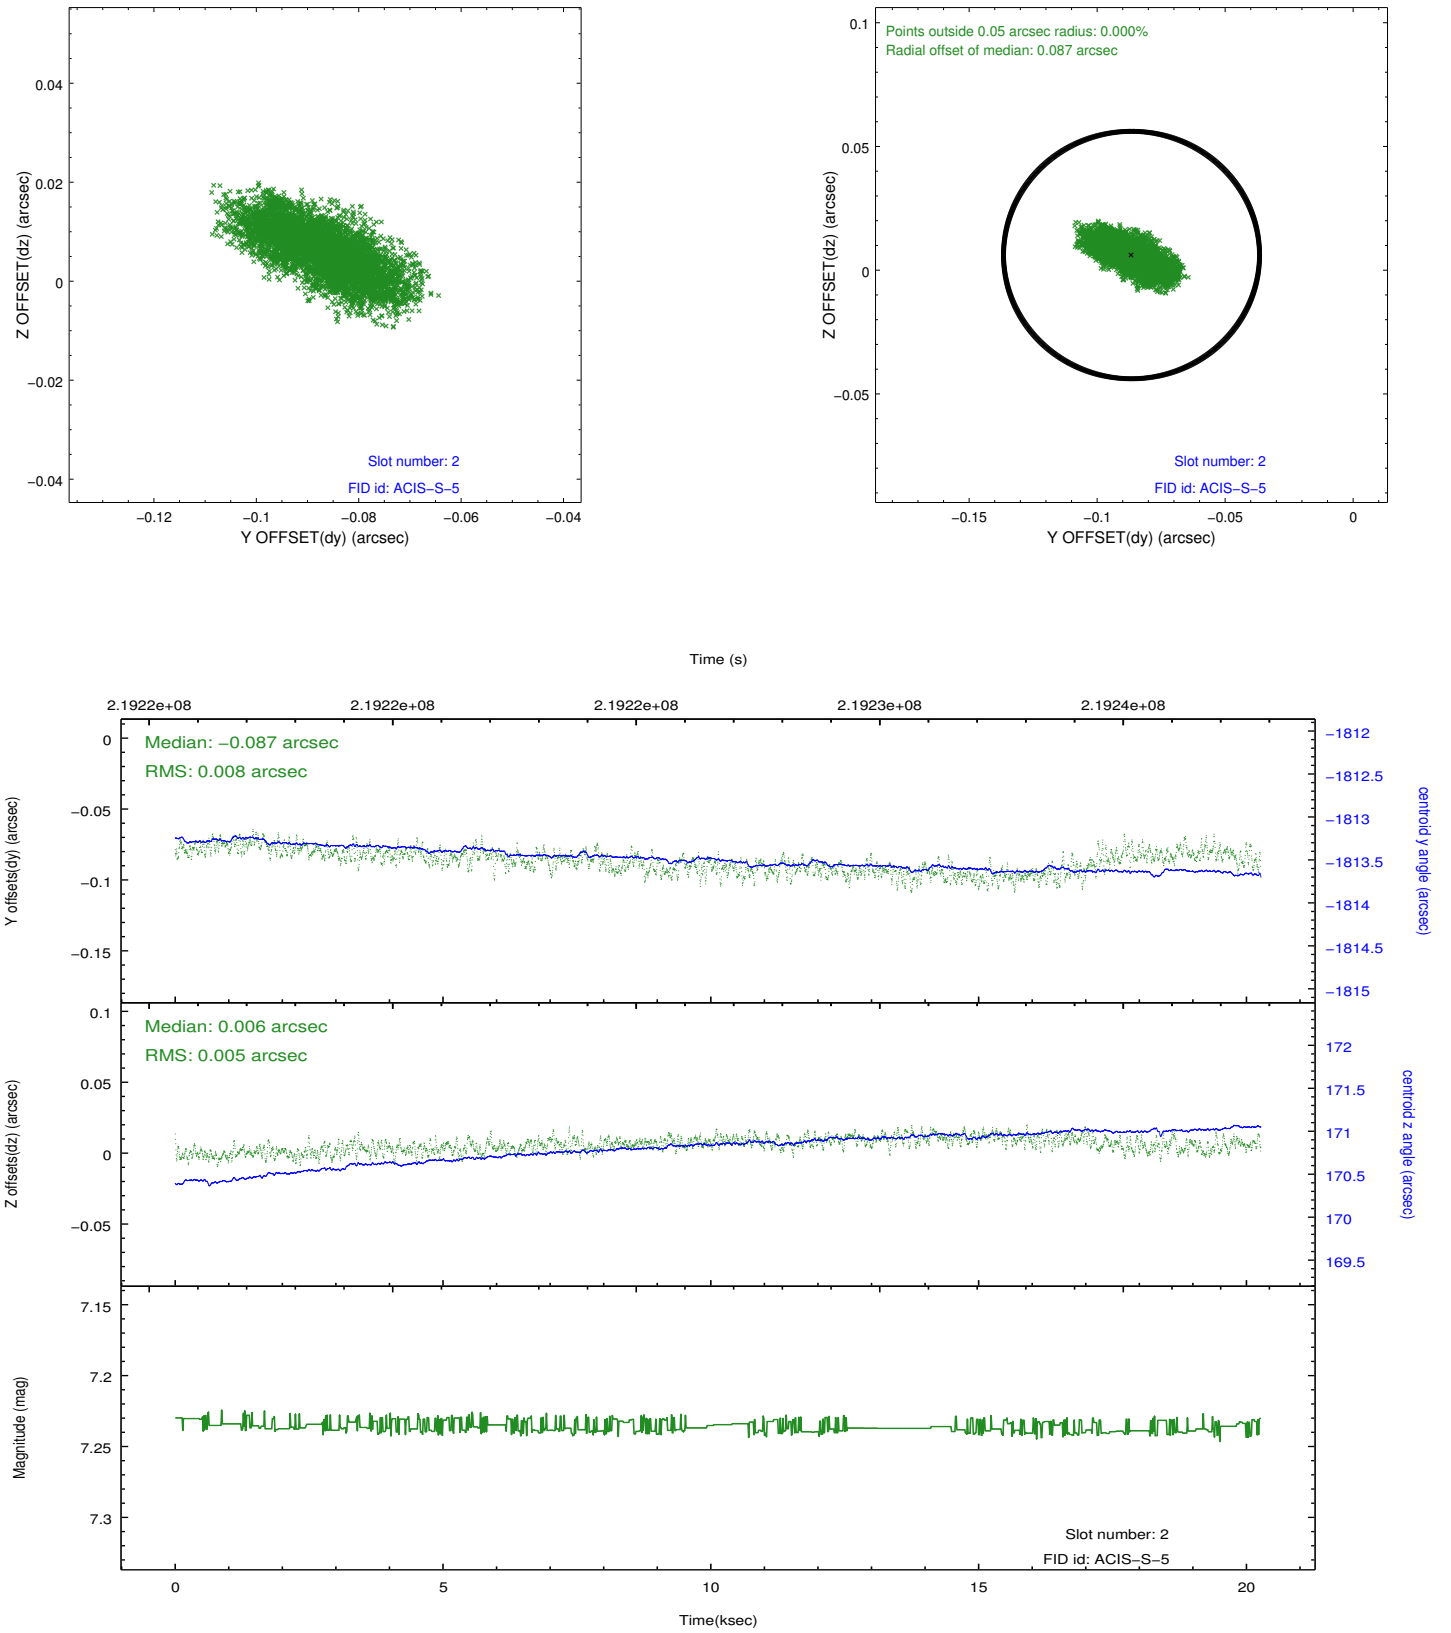 0.04
0.02
0
−0.02
−0.04
Z OFFSET(dz) (arcsec)
Slot number: 2
FID id: ACIS−S−5
−0.12
−0.1
−0.08
−0.06
−0.04
Y OFFSET(dy) (arcsec)
Points outside 0.05 arcsec radius: 0.000%
Radial offset of median: 0.087 arcsec
0.1
0.05
0
−0.05
Z OFFSET(dz) (arcsec)
Slot number: 2
FID id: ACIS−S−5
−0.15
−0.1
−0.05
0
Y OFFSET(dy) (arcsec)
Time (s)
2.1922e+08
2.1922e+08
2.1922e+08
2.1923e+08
2.1924e+08
Median: −0.087 arcsec
RMS: 0.008 arcsec
0
−0.05
−0.1
−0.15
Y offsets(dy) (arcsec)
−1812
−1812.5
−1813
−1813.5
−1814
−1814.5
−1815
centroid y angle (arcsec)
Median: 0.006 arcsec
RMS: 0.005 arcsec
0.1
0.05
0
−0.05
Z offsets(dz) (arcsec)
172
171.5
171
170.5
170
169.5
centroid z angle (arcsec)
7.15
7.2
7.25
7.3
Magnitude (mag)
Slot number: 2
FID id: ACIS−S−5
0
5
10
15
20
Time(ksec)